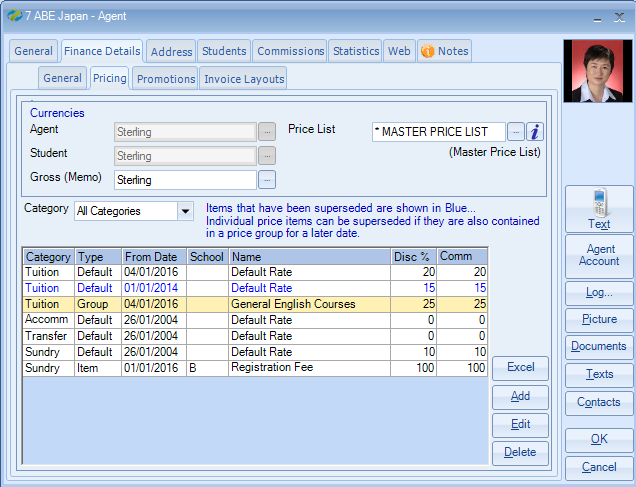 7 ABE Japan - Agent
General Finance Details Address Students Commissions Statistics Web Notes
General Pricing Promotions Invoice Layouts
Currencies
Agent Sterling ... Price List * MASTER PRICE LIST ... i
Student Sterling ... (Master Price List)
Gross (Memo) Sterling ...
Category All Categories
Items that have been superseded are shown in Blue...
Individual price items can be superseded if they are also contained
in a price group for a later date.
Category Type From Date School Name Disc % Comm
Tuition Default 04/01/2016 Default Rate 20 20
Tuition Default 01/01/2014 Default Rate 15 15
Tuition Group 04/01/2016 General English Courses 25 25
Accomm Default 26/01/2004 Default Rate 0 0
Transfer Default 26/01/2004 Default Rate 0 0
Sundry Default 26/01/2004 Default Rate 10 10
Sundry Item 01/01/2016 B Registration Fee 100 100
Excel
Add
Edit
Delete
Text
Agent
Account
Log...
Picture
Documents
Texts
Contacts
OK
Cancel